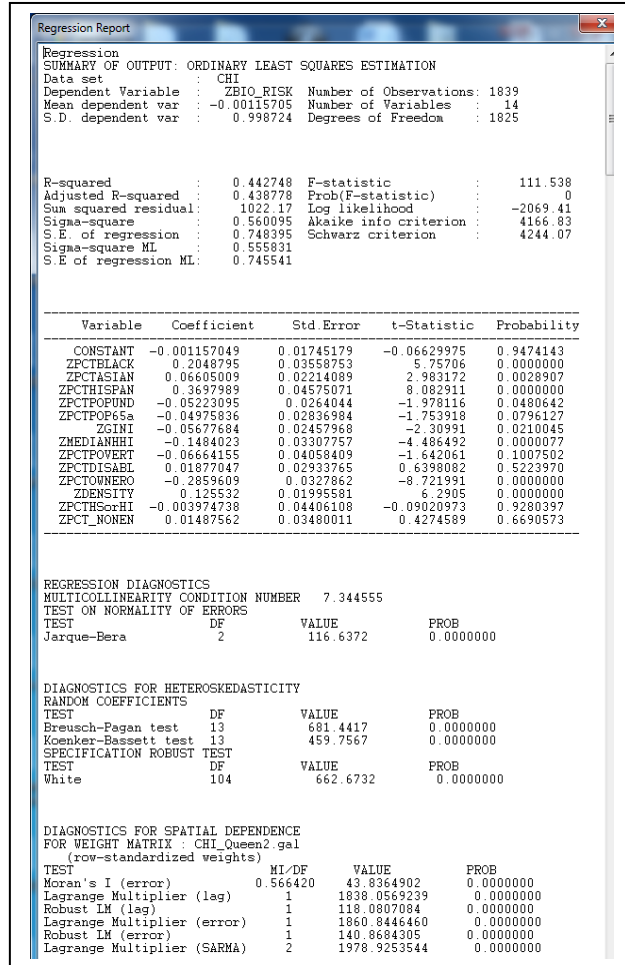 Regression Report
Regression
SUMMARY OF OUTPUT: ORDINARY LEAST SQUARES ESTIMATION
Data set : CHI
Dependent Variable : ZBIO_RISK Number of Observations: 1839
Mean dependent var : -0.00115705 Number of Variables : 14
S.D. dependent var : 0.998724 Degrees of Freedom : 1825
R-squared : 0.442748 F-statistic : 111.538
Adjusted R-squared : 0.438778 Prob(F-statistic) : 0
Sum squared residual: 1022.17 Log likelihood : -2069.41
Sigma-square : 0.560095 Akaike info criterion : 4166.83
S.E. of regression : 0.748395 Schwarz criterion : 4244.07
Sigma-square ML : 0.555831
S.E of regression ML: 0.745541
Variable Coefficient Std.Error t-Statistic Probability
CONSTANT -0.001157049 0.01745179 -0.06629975 0.9474143
ZPCTBLACK 0.2048795 0.03558753 5.75706 0.0000000
ZPCTASIAN 0.06605009 0.02214089 2.983172 0.0028907
ZPCTHISPAN 0.3697989 0.04575071 8.082911 0.0000000
ZPCTPOPUND -0.05223095 0.0264044 -1.978116 0.0480642
ZPCTPOP65a -0.04975836 0.02836984 -1.753918 0.0796127
ZGINI -0.05677684 0.02457968 -2.30991 0.0210045
ZMEDIANHHI -0.1484023 0.03307757 -4.486492 0.0000077
ZPCTPOVERT -0.06664155 0.04058409 -1.642061 0.1007502
ZPCTDISABL 0.01877047 0.02933765 0.6398082 0.5223970
ZPCTOWNERO -0.2859609 0.0327862 -8.721991 0.0000000
ZDENSITY 0.125532 0.01995581 6.2905 0.0000000
ZPCTHSorHI -0.003974738 0.04406108 -0.09020973 0.9280397
ZPCT_NONEN 0.01487562 0.03480011 0.4274589 0.6690573
REGRESSION DIAGNOSTICS
MULTICOLLINEARITY CONDITION NUMBER 7.344555
TEST ON NORMALITY OF ERRORS
TEST DF VALUE PROB
Jarque-Bera 2 116.6372 0.0000000
DIAGNOSTICS FOR HETEROSKEDASTICITY
RANDOM COEFFICIENTS
TEST DF VALUE PROB
Breusch-Pagan test 13 681.4417 0.0000000
Koenker-Bassett test 13 459.7567 0.0000000
SPECIFICATION ROBUST TEST
TEST DF VALUE PROB
White 104 662.6732 0.0000000
DIAGNOSTICS FOR SPATIAL DEPENDENCE
FOR WEIGHT MATRIX : CHI_Queen2.gal
(row-standardized weights)
TEST MI/DF VALUE PROB
Moran's I (error) 0.566420 43.8364902 0.0000000
Lagrange Multiplier (lag) 1 1838.0569239 0.0000000
Robust LM (lag) 1 118.0807084 0.0000000
Lagrange Multiplier (error) 1 1860.8446460 0.0000000
Robust LM (error) 1 140.8684305 0.0000000
Lagrange Multiplier (SARMA) 2 1978.9253544 0.0000000